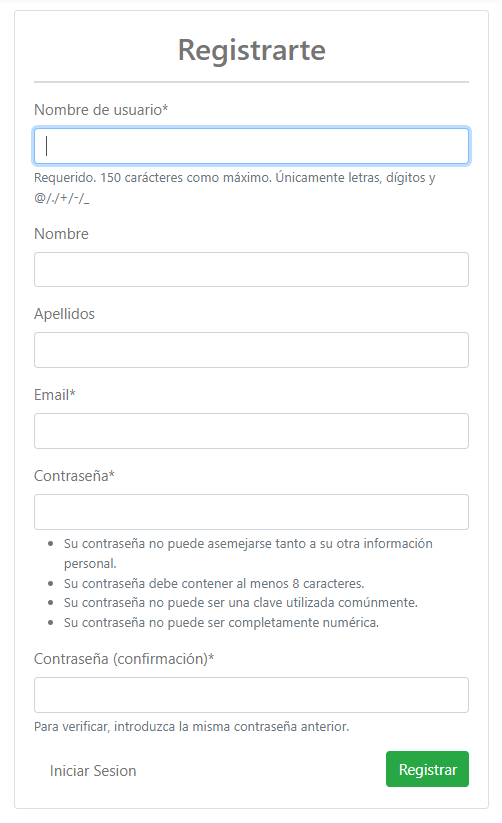 Registrarte
Nombre de usuario*
Requerido. 150 carácteres como máximo. Únicamente letras, dígitos y
@/./+/-/_
Nombre
Apellidos
Email*
Contraseña*
Su contraseña no puede asemejarse tanto a su otra información
personal.
Su contraseña debe contener al menos 8 caracteres.
Su contraseña no puede ser una clave utilizada comúnmente.
Su contraseña no puede ser completamente numérica.
Contraseña (confirmación)*
Para verificar, introduzca la misma contraseña anterior.
Iniciar Sesion
Registrar